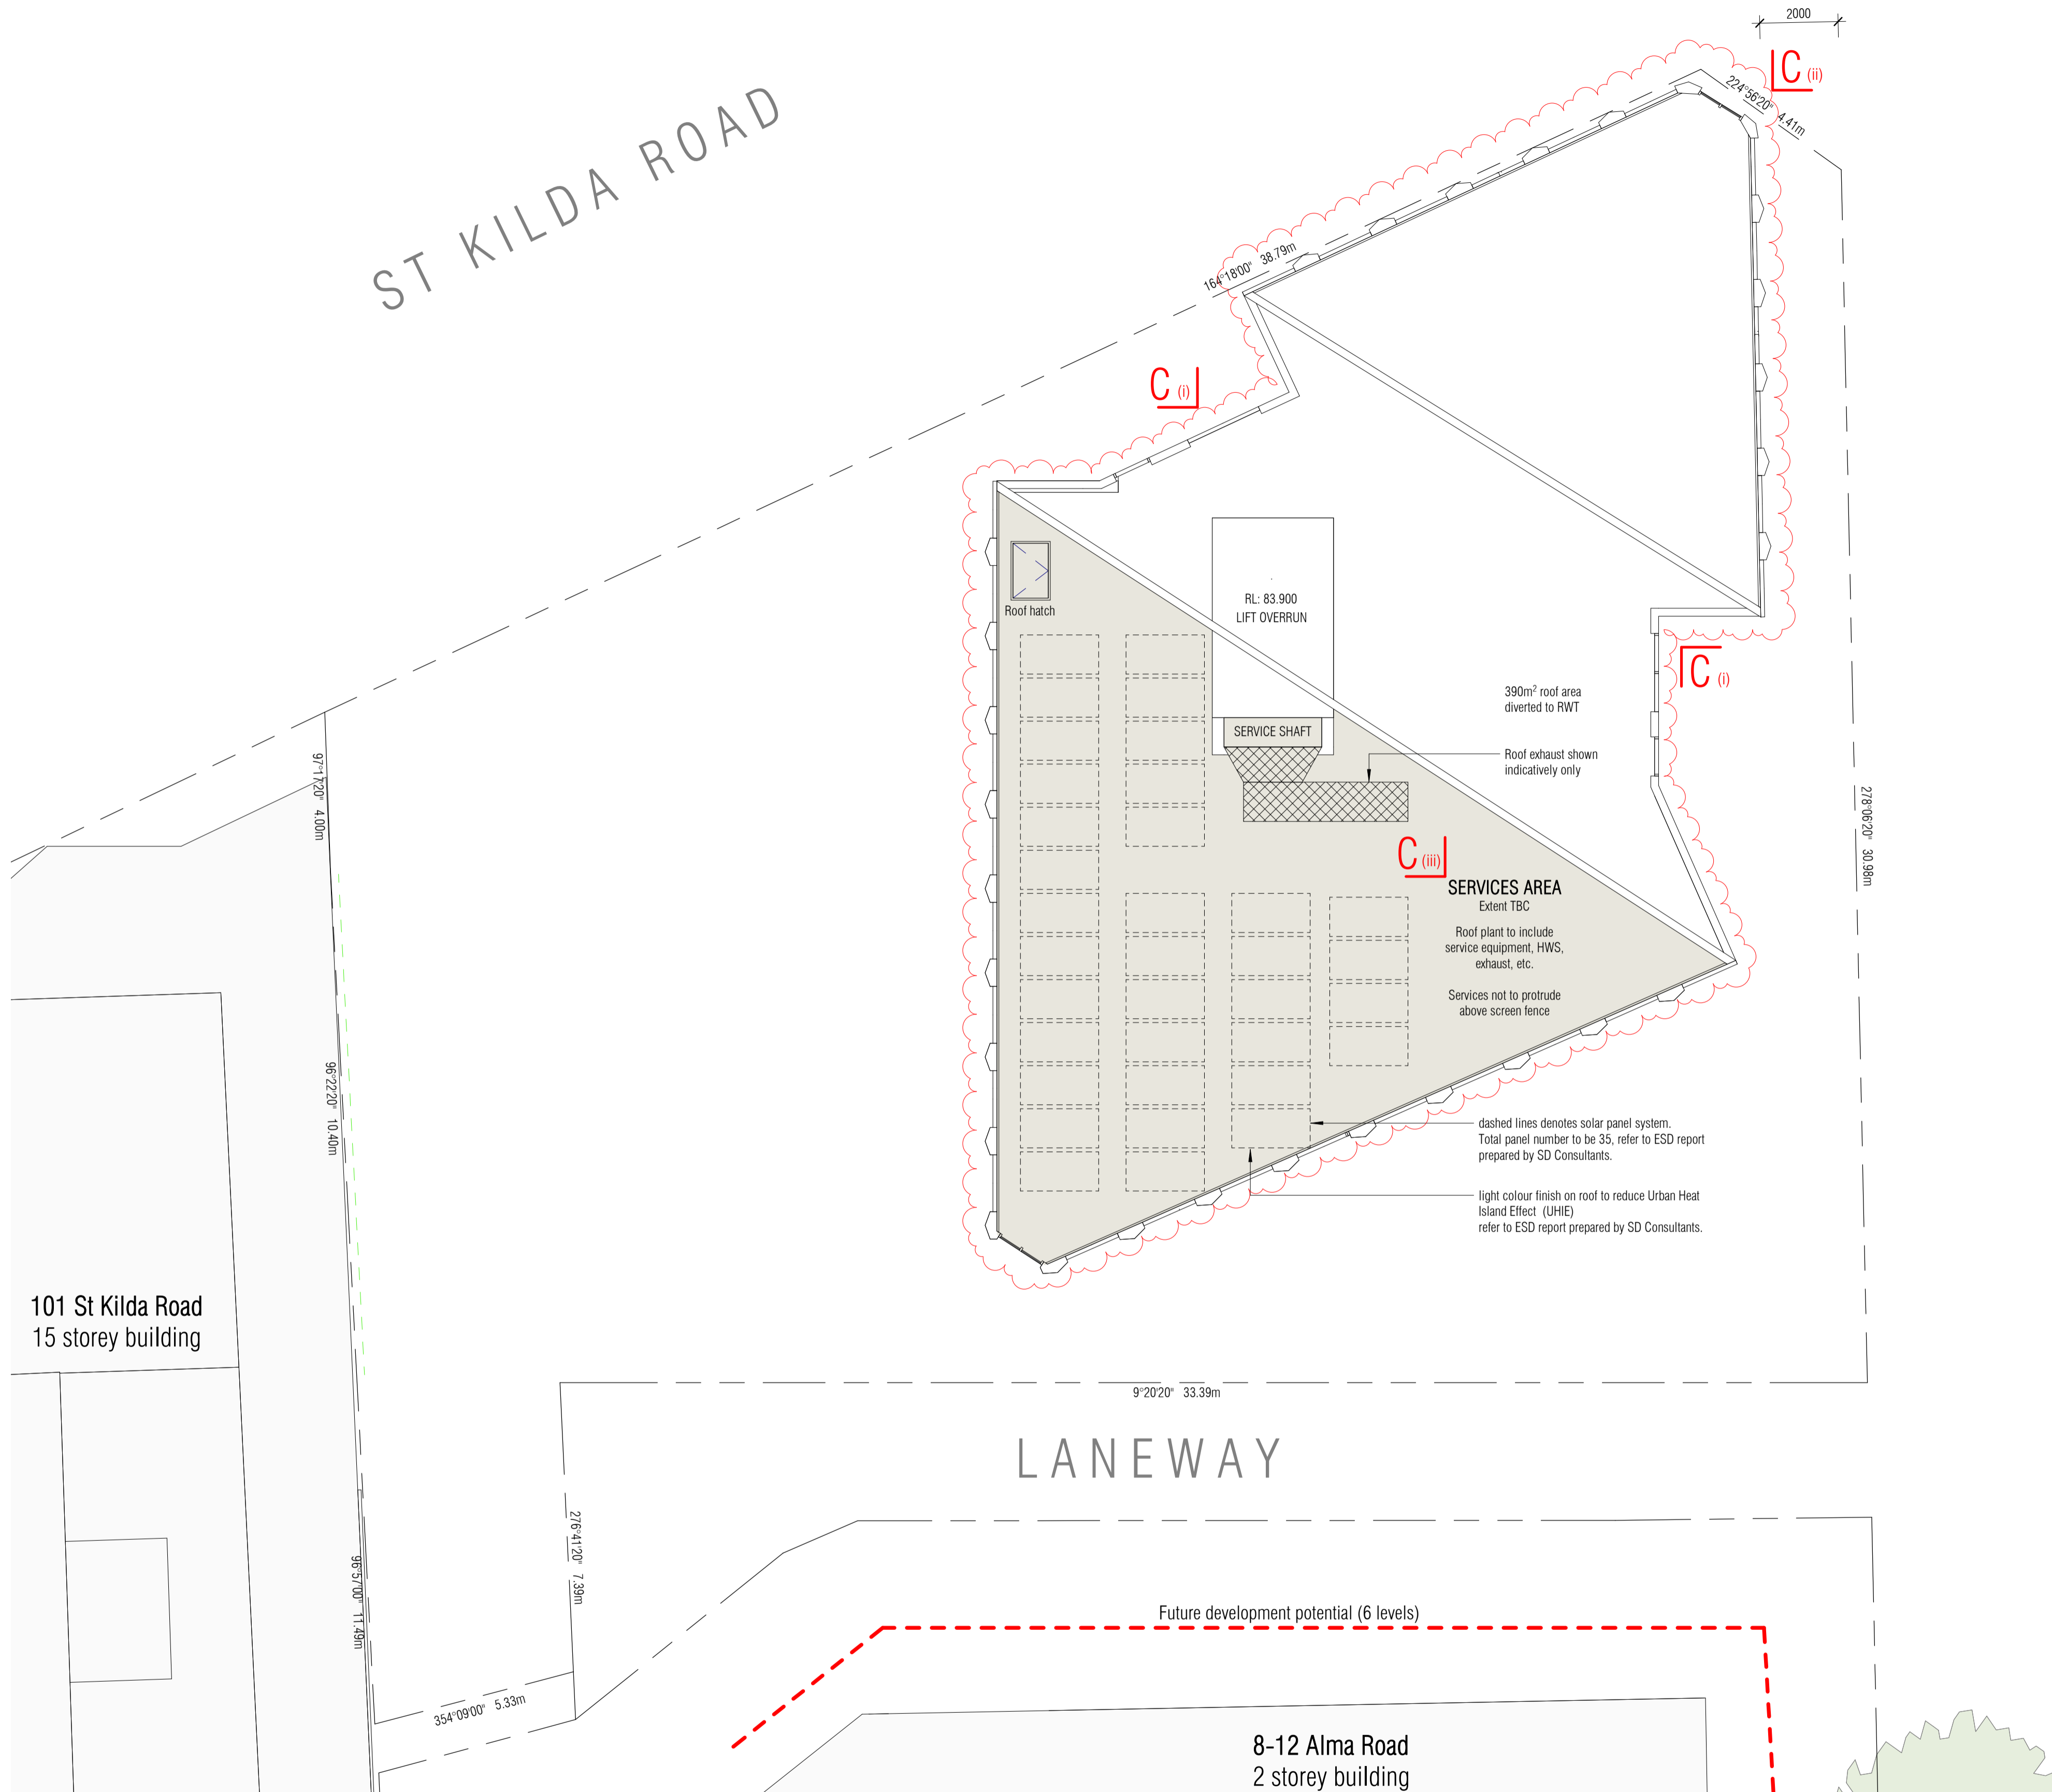 2000
C (ii)
224°56'20" 4.41m
ST KILDA ROAD
164°18'00" 38.79m
C (i)
RL: 83.900
LIFT OVERRUN
Roof hatch
C (i)
390m² roof area
diverted to RWT
SERVICE SHAFT
Roof exhaust shown
indicatively only
97°17'20" 4.00m
278°06'20" 30.98m
C (iii)
SERVICES AREA
Extent TBC
Roof plant to include
service equipment, HWS,
exhaust, etc.
Services not to protrude
above screen fence
96°22'20" 10.40m
dashed lines denotes solar panel system.
Total panel number to be 35, refer to ESD report
prepared by SD Consultants.
light colour finish on roof to reduce Urban Heat
Island Effect (UHIE)
refer to ESD report prepared by SD Consultants.
101 St Kilda Road
15 storey building
9°20'20" 33.39m
LANEWAY
276°41'20" 7.39m
96°57'00" 11.49m
Future development potential (6 levels)
354°09'00" 5.33m
8-12 Alma Road
2 storey building